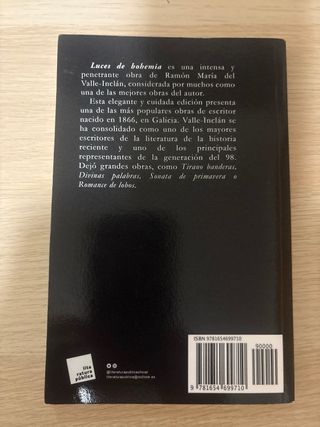 Luces de bohemia es una intensa y
penetrante obra de Ramón María del
Valle-Inclán, considerada por muchos como
una de las mejores obras del autor.
Esta elegante y cuidada edición presenta
una de las más populares obras de escritor
nacido en 1866, en Galicia. Valle-Inclán se
ha consolidado como uno de los mayores
escritores de la literatura de la historia
reciente y uno de los principales
representantes de la generación del 98.
Dejó grandes obras, como Tirano banderas,
Divinas palabras, Sonata de primavera o
Romance de lobos.
lite
ratura
pública
ISBN 9781654699710
90000
9 781654 699710